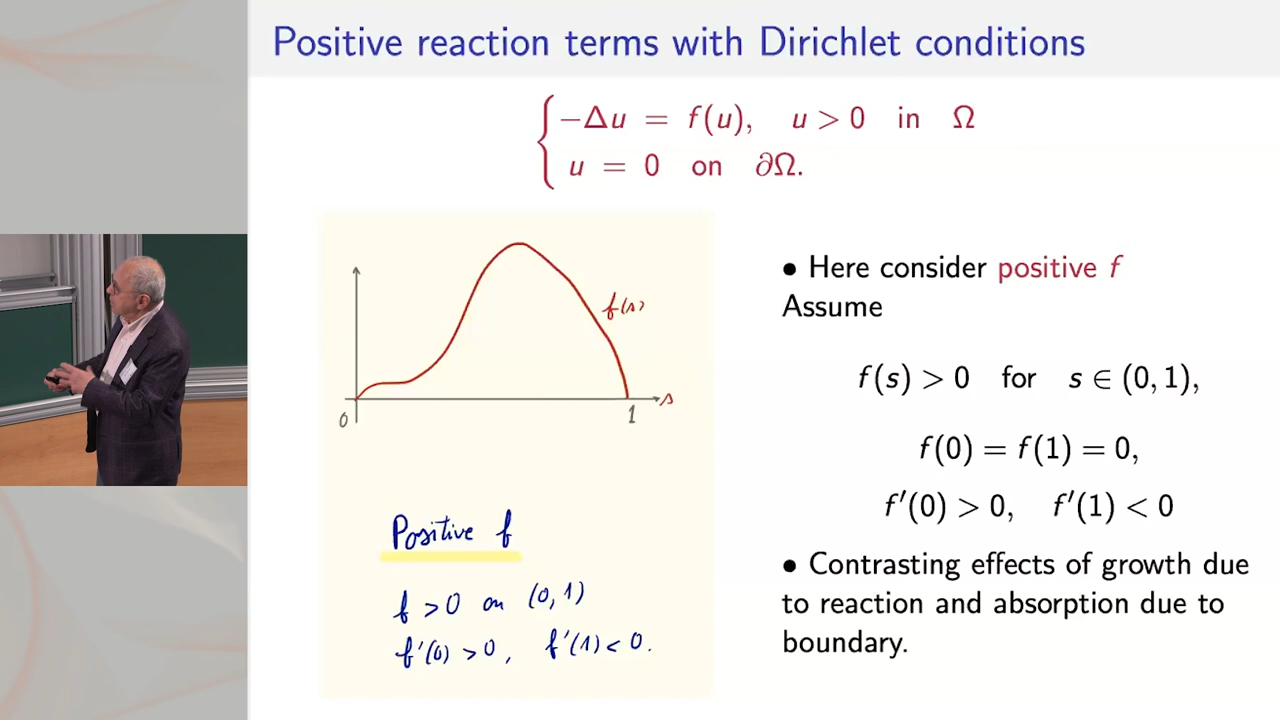 Positive reaction terms with Dirichlet conditions
−Δu = f(u), u > 0 in Ω
u = 0 on ∂Ω.
f(s)
0
1
s
Positive f
f > 0 on (0, 1)
f′(0) > 0, f′(1) < 0.
• Here consider positive f
Assume
f(s) > 0 for s ∈ (0, 1),
f(0) = f(1) = 0,
f′(0) > 0, f′(1) < 0
• Contrasting effects of growth due
to reaction and absorption due to
boundary.